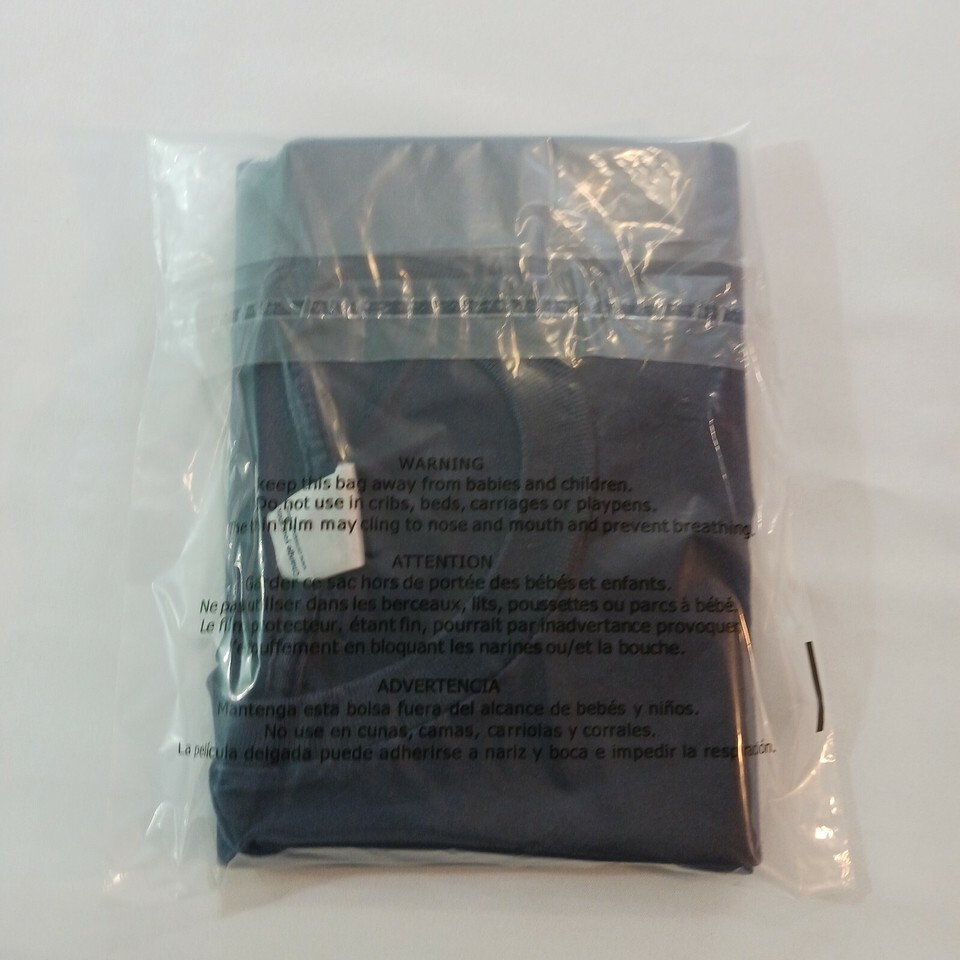 WARNING
keep this bag away from babies and children.
Do not use in cribs, beds, carriages or playpens.
The thin film may cling to nose and mouth and prevent breathing.
ATTENTION
Garder ce sac hors de portée des bébés et enfants.
Ne pas utiliser dans les berceaux, lits, poussettes ou parcs à bébé.
Le film protecteur, étant fin, pourrait par inadvertance provoquer
l'étouffement en bloquant les narines ou/et la bouche.
ADVERTENCIA
Mantenga esta bolsa fuera del alcance de bebés y niños.
No use en cunas, camas, carriolas y corrales.
La película delgada puede adherirse a nariz y boca e impedir la respiración.